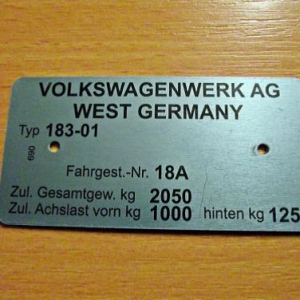 VOLKSWAGENWERK AG
WEST GERMANY
Typ 183-01
690
Fahrgest.-Nr. 18A
Zul. Gesamtgew. kg 2050
Zul. Achslast vorn kg 1000 hinten kg 125